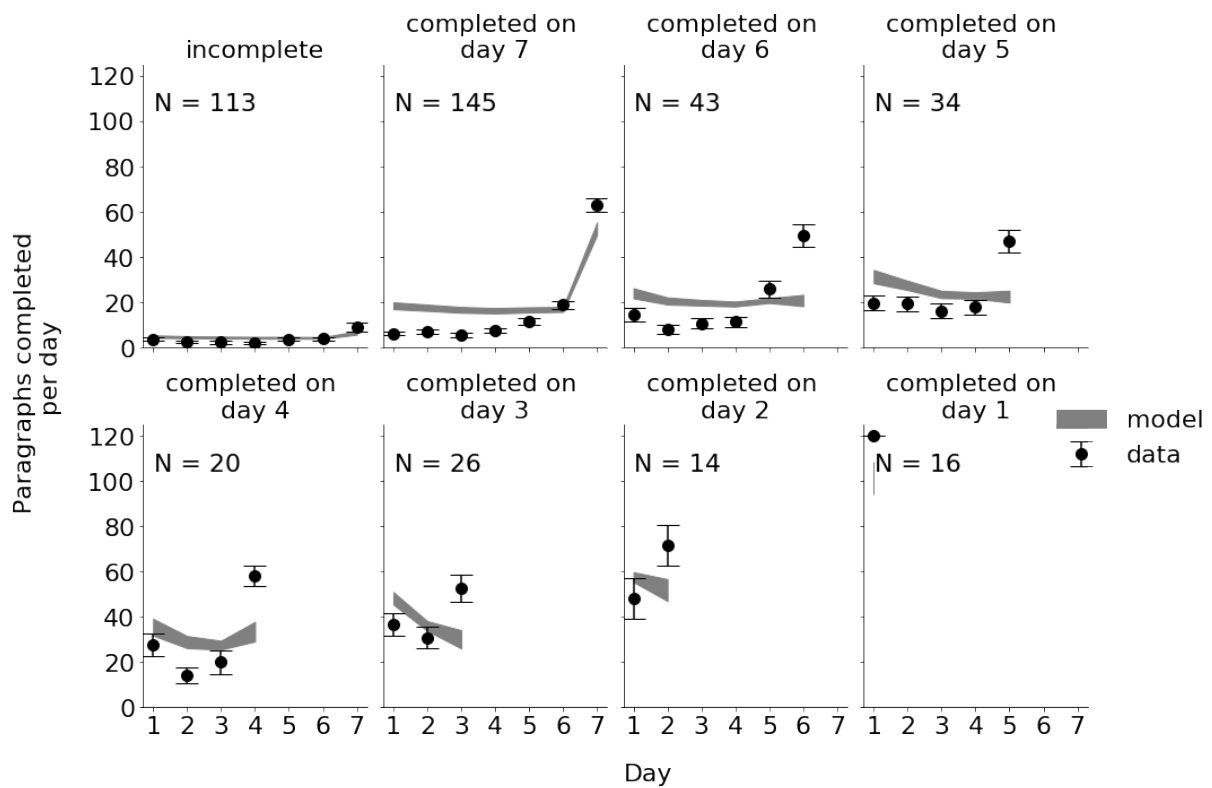 incomplete
completed on
day 7
completed on
day 6
completed on
day 5
N = 113
N = 145
N = 43
N = 34
120
100
80
60
40
20
0
Paragraphs completed
per day
completed on
day 4
completed on
day 3
completed on
day 2
completed on
day 1
N = 20
N = 26
N = 14
N = 16
model
data
120
100
80
60
40
20
0
1 2 3 4 5 6 7
1 2 3 4 5 6 7
1 2 3 4 5 6 7
1 2 3 4 5 6 7
Day